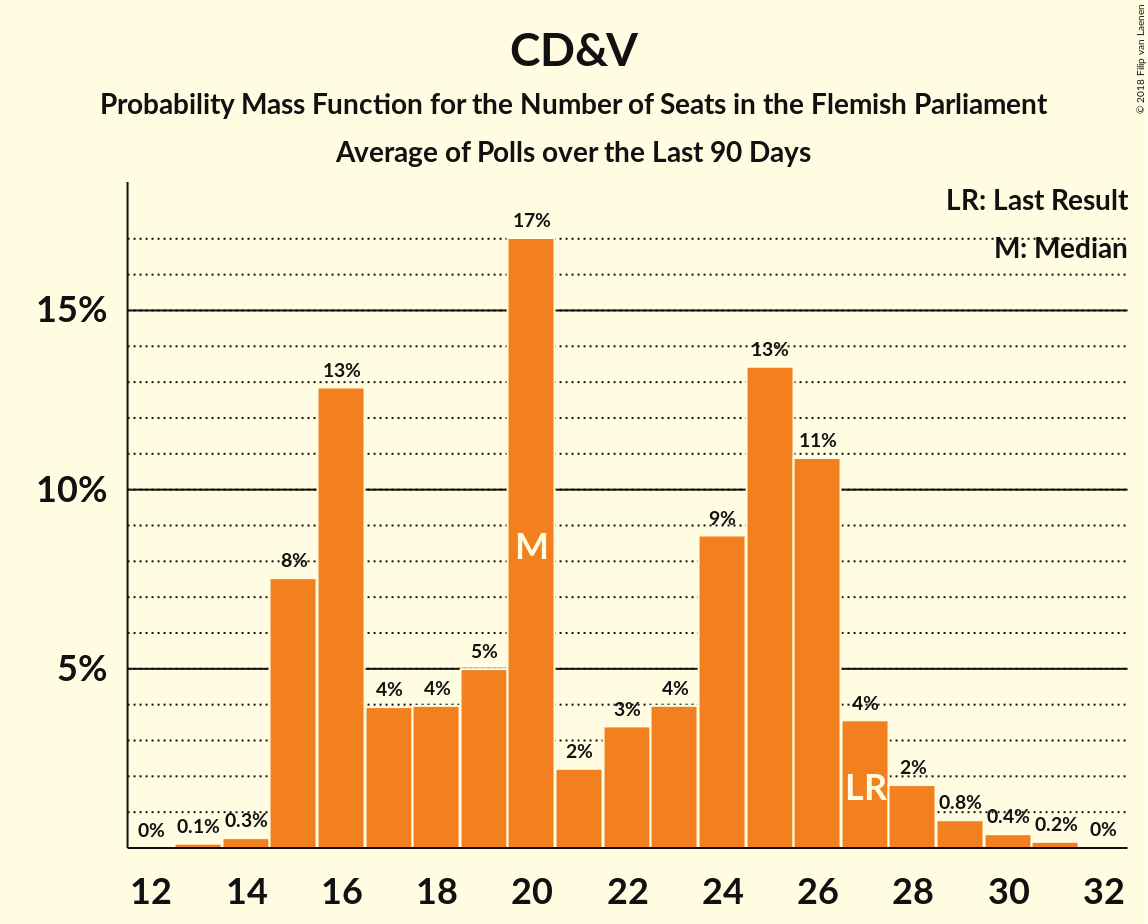 CD&V
Probability Mass Function for the Number of Seats in the Flemish Parliament
Average of Polls over the Last 90 Days
© 2018 Filip van Laenen
LR: Last Result
M: Median
15%
10%
5%
0%
0.1%
0.3%
8%
13%
4%
4%
5%
17%
2%
3%
4%
9%
13%
11%
4%
2%
0.8%
0.4%
0.2%
0%
M
LR
12 14 16 18 20 22 24 26 28 30 32